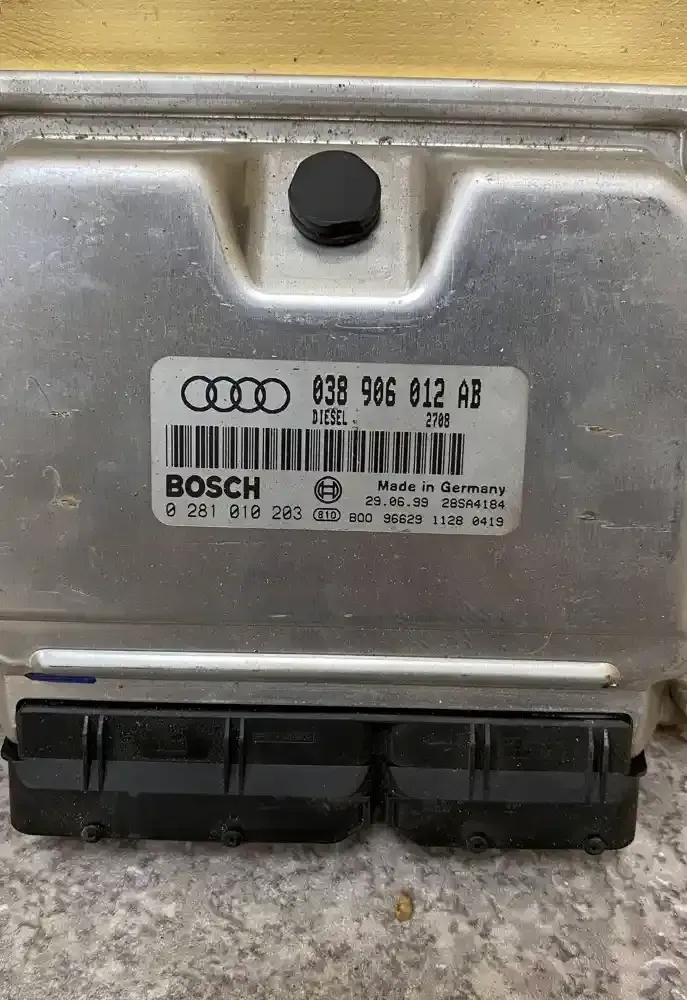 038 906 012 AB
DIESEL 2708
BOSCH
Made in Germany
29.06.99 28SA4184
0 281 010 203 810 B00 96629 1128 0419